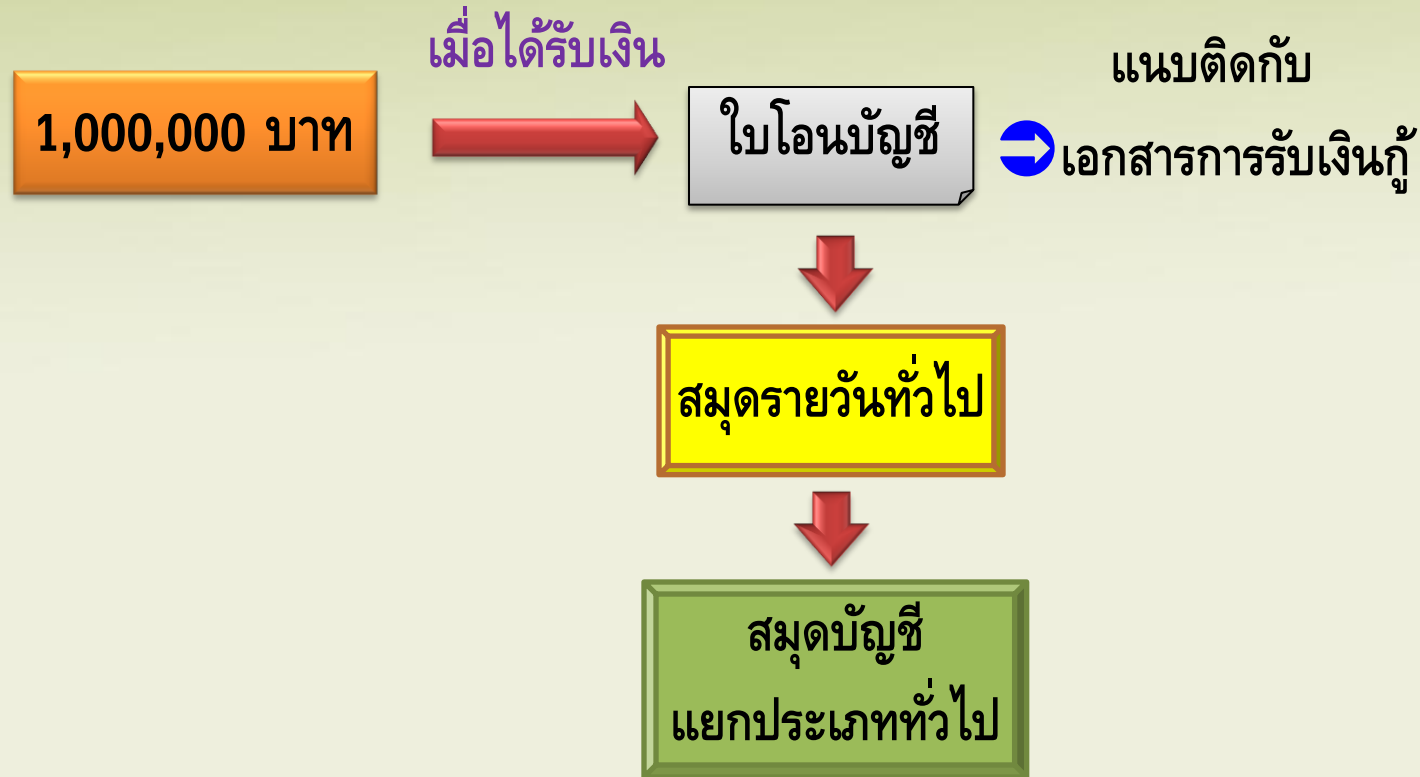 เมื่อได้รับเงิน
1,000,000 บาท
ใบโอนบัญชี
แนบติดกับ
เอกสารการรับเงินกู้
สมุดรายวันทั่วไป
สมุดบัญชี
แยกประเภททั่วไป